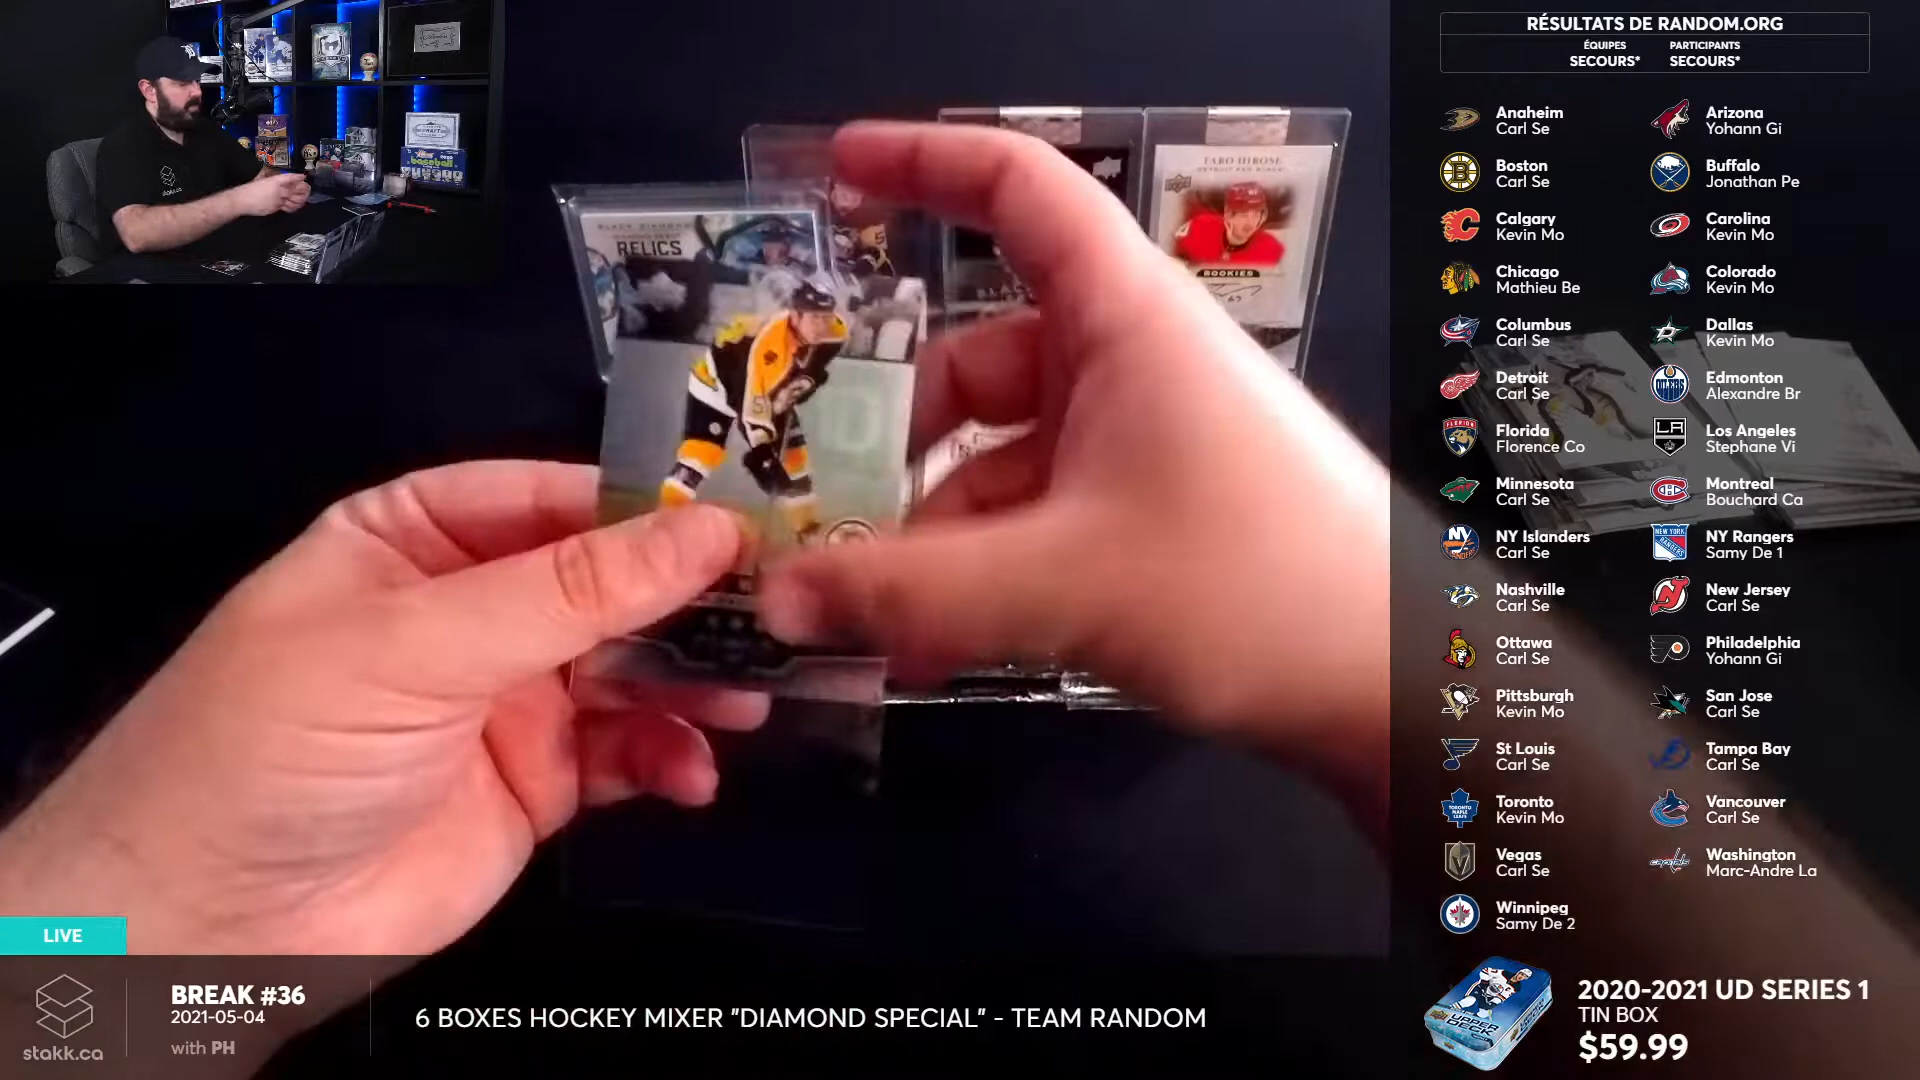 RÉSULTATS DE RANDOM.ORG
ÉQUIPES
SECOURS*
PARTICIPANTS
SECOURS*
Anaheim
Carl Se
Arizona
Yohann Gi
Boston
Carl Se
Buffalo
Jonathan Pe
Calgary
Kevin Mo
Carolina
Kevin Mo
Chicago
Mathieu Be
Colorado
Kevin Mo
Columbus
Carl Se
Dallas
Kevin Mo
Detroit
Carl Se
Edmonton
Alexandre Br
Florida
Florence Co
Los Angeles
Stephane Vi
Minnesota
Carl Se
Montreal
Bouchard Ca
NY Islanders
Carl Se
NY Rangers
Samy De 1
Nashville
Carl Se
New Jersey
Carl Se
Ottawa
Carl Se
Philadelphia
Yohann Gi
Pittsburgh
Kevin Mo
San Jose
Carl Se
St Louis
Carl Se
Tampa Bay
Carl Se
Toronto
Kevin Mo
Vancouver
Carl Se
Vegas
Carl Se
Washington
Marc-Andre La
Winnipeg
Samy De 2
RELICS
TARO HIROSE
ROOKIES
LIVE
stakk.ca
BREAK #36
2021-05-04
with PH
6 BOXES HOCKEY MIXER "DIAMOND SPECIAL" - TEAM RANDOM
UPPER DECK
2020-2021 UD SERIES 1
TIN BOX
$59.99